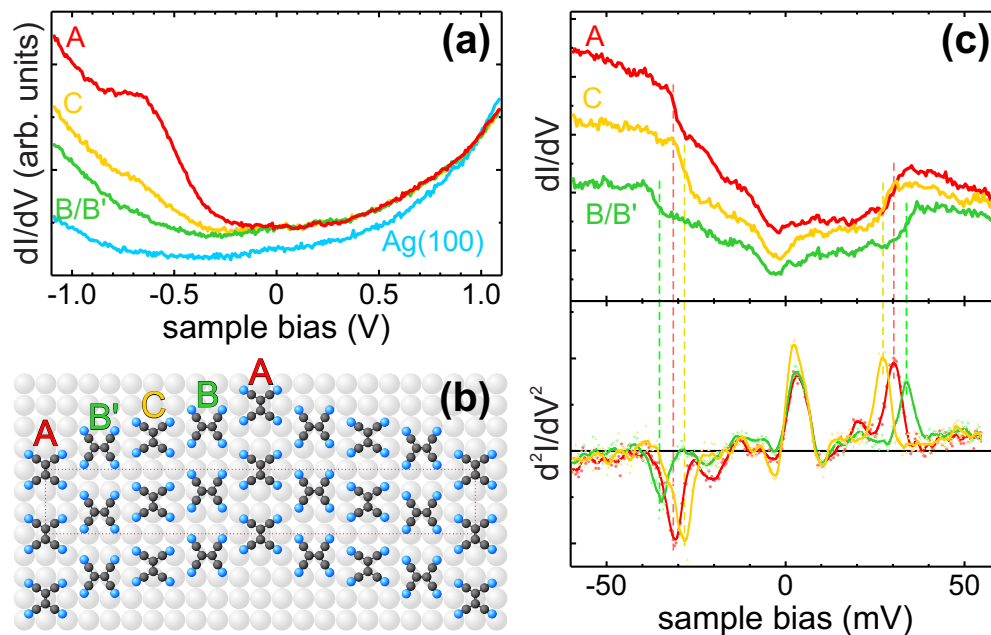 (a)
A
C
B/B'
Ag(100)
dI/dV (arb. units)
-1.0 -0.5 0 0.5 1.0
sample bias (V)
(b)
A
B'
C
B
A
(c)
A
C
B/B'
dI/dV
d²I/dV²
-50 0 50
sample bias (mV)